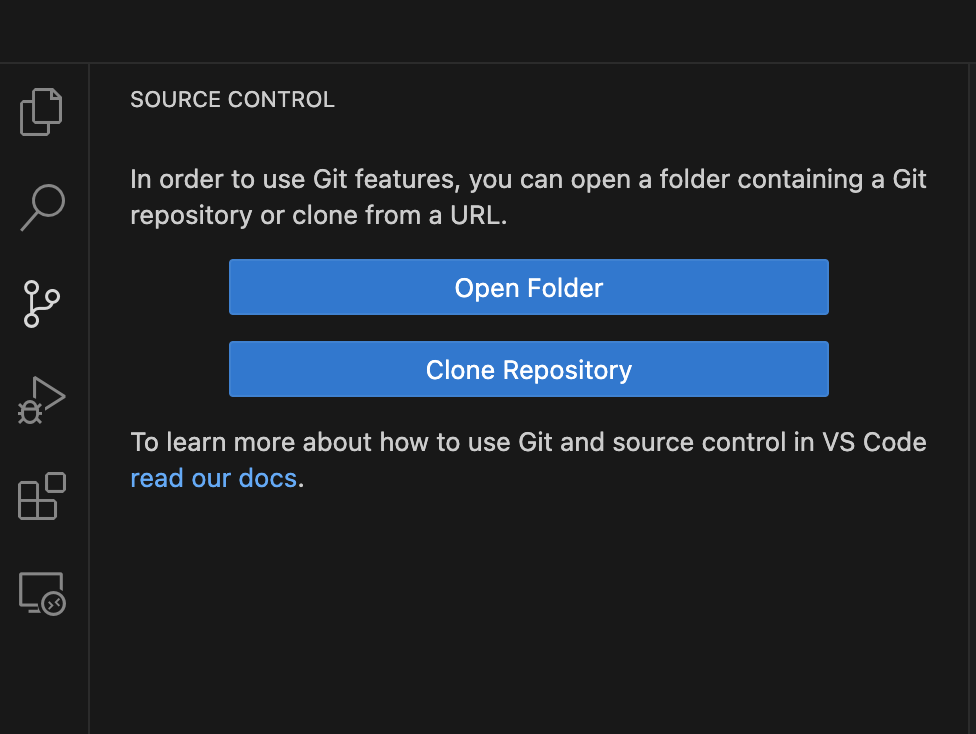 SOURCE CONTROL
In order to use Git features, you can open a folder containing a Git
repository or clone from a URL.
Open Folder
Clone Repository
To learn more about how to use Git and source control in VS Code
read our docs.